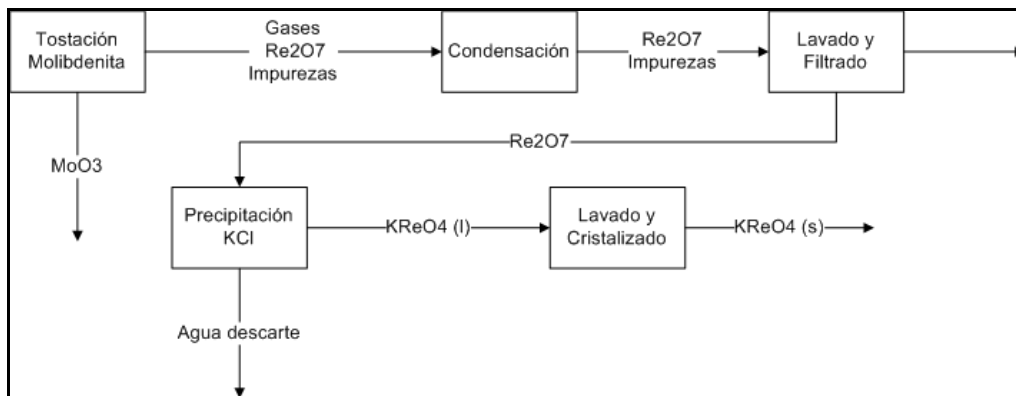 Tostación
Molibdenita
Gases
Re2O7
Impurezas
Condensación
Re2O7
Impurezas
Lavado y
Filtrado
MoO3
Re2O7
Precipitación
KCl
KReO4 (l)
Lavado y
Cristalizado
KReO4 (s)
Agua descarte